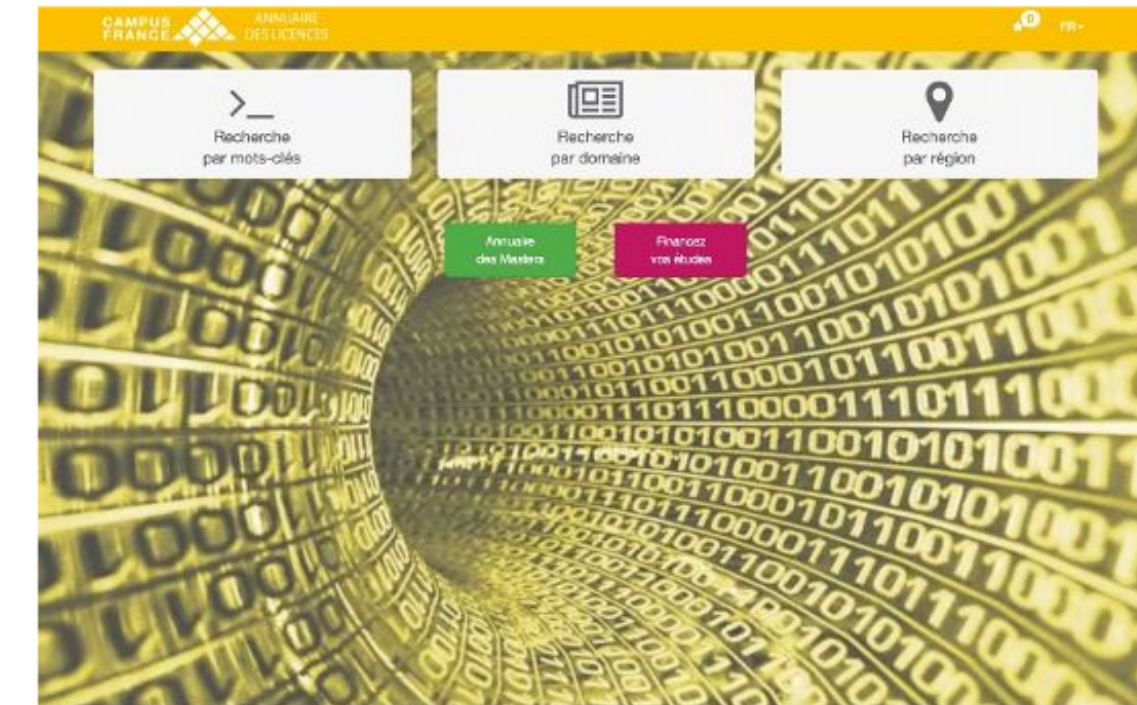 CAMPUS
FRANCE
ANNUAIRE
DES LICENCES
0
FR
Recherche
par mots-clés
Recherche
par domaine
Recherche
par région
Annuaire
des Masters
Financez
vos études